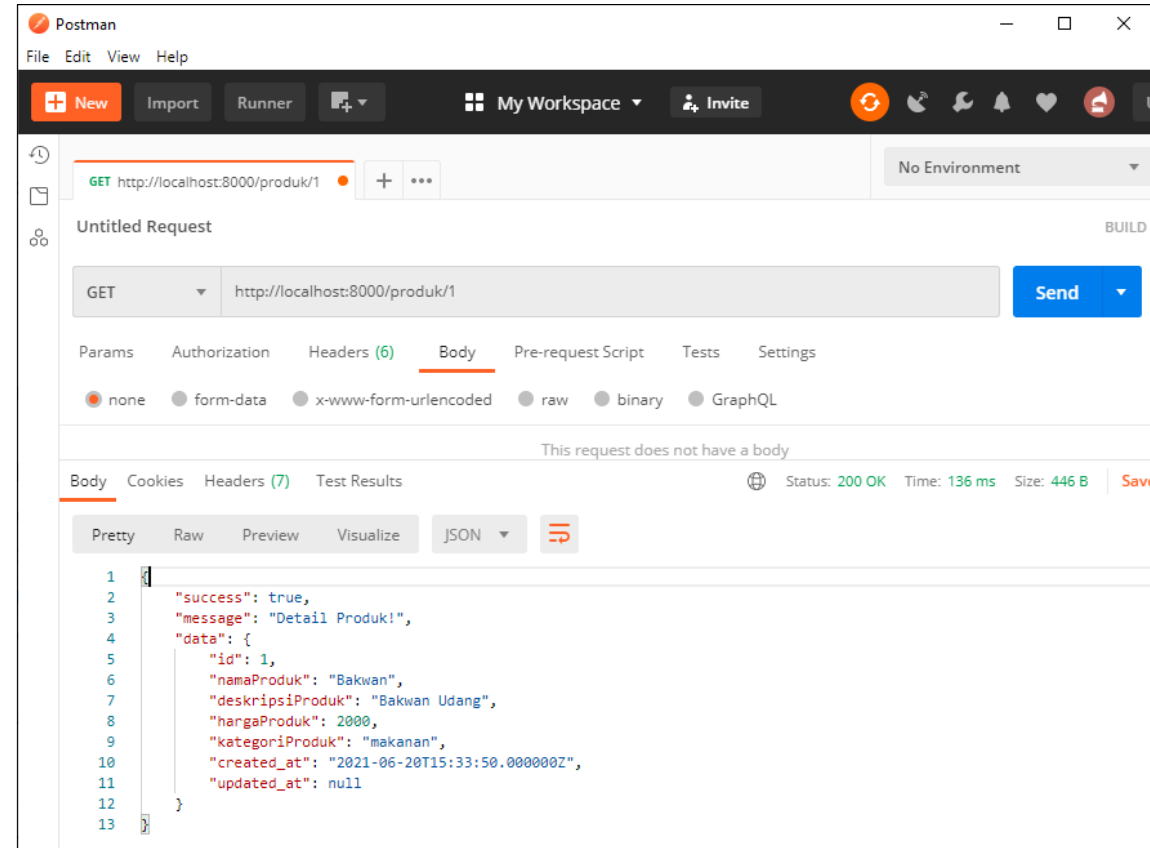 Postman
File Edit View Help
New Import Runner My Workspace Invite
GET http://localhost:8000/produk/1 No Environment
Untitled Request BUILD
GET http://localhost:8000/produk/1 Send
Params Authorization Headers (6) Body Pre-request Script Tests Settings
none form-data x-www-form-urlencoded raw binary GraphQL
This request does not have a body
Body Cookies Headers (7) Test Results Status: 200 OK Time: 136 ms Size: 446 B Save
Pretty Raw Preview Visualize JSON
1 {
2 "success": true,
3 "message": "Detail Produk!",
4 "data": {
5 "id": 1,
6 "namaProduk": "Bakwan",
7 "deskripsiProduk": "Bakwan Udang",
8 "hargaProduk": 2000,
9 "kategoriProduk": "makanan",
10 "created_at": "2021-06-20T15:33:50.000000Z",
11 "updated_at": null
12 }
13 }